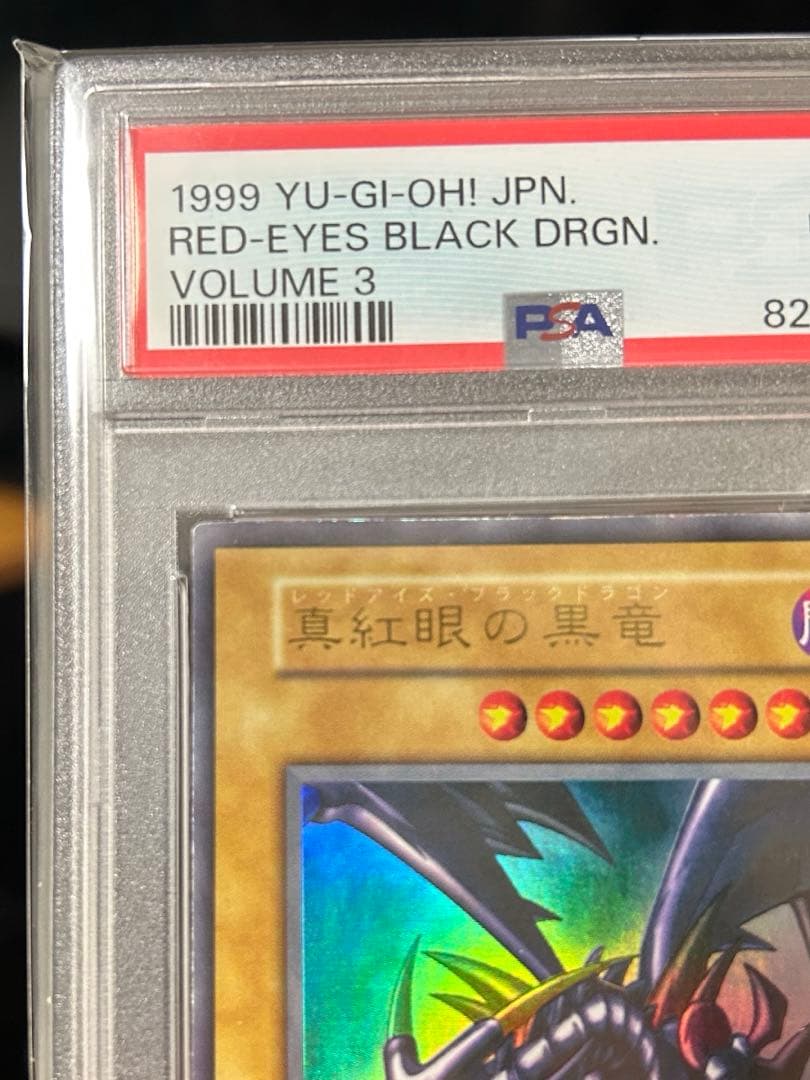 1999 YU-GI-OH! JPN.
RED-EYES BLACK DRGN.
VOLUME 3
PSA
82
レッドアイズ・ブラックドラゴン
真紅眼の黒竜